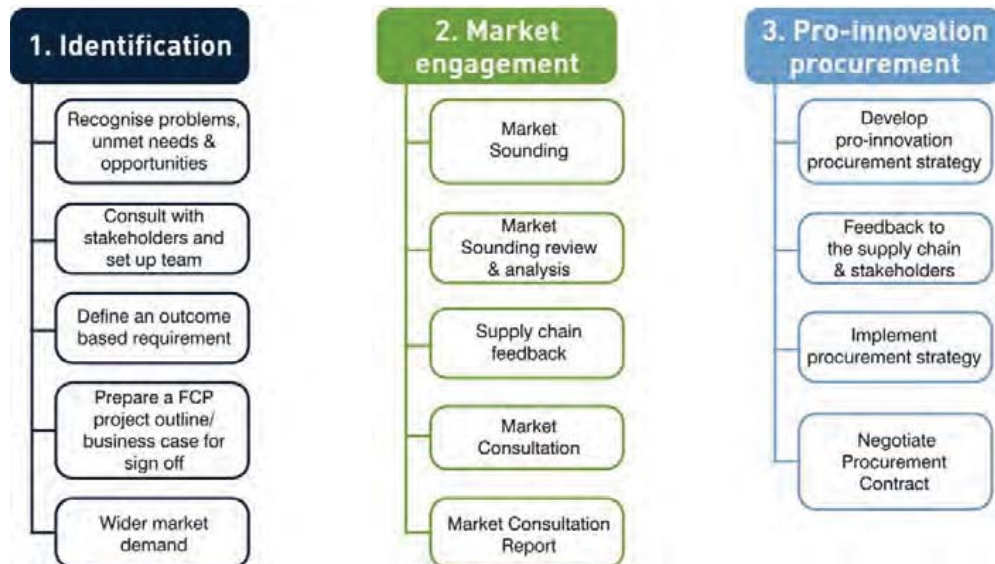 1. Identification
Recognise problems,
unmet needs &
opportunities
Consult with
stakeholders and
set up team
Define an outcome
based requirement
Prepare a FCP
project outline/
business case for
sign off
Wider market
demand
2. Market
engagement
Market
Sounding
Market
Sounding review
& analysis
Supply chain
feedback
Market
Consultation
Market Consultation
Report
3. Pro-innovation
procurement
Develop
pro-innovation
procurement strategy
Feedback to
the supply chain
& stakeholders
Implement
procurement strategy
Negotiate
Procurement
Contract